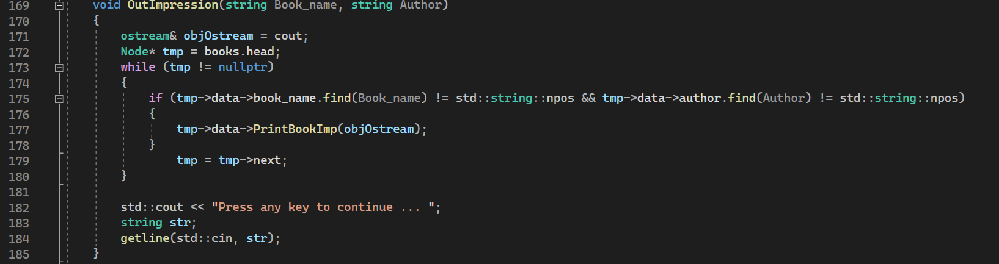 169 void OutImpression(string Book_name, string Author)
170 {
171 ostream& objOstream = cout;
172 Node* tmp = books.head;
173 while (tmp != nullptr)
174 {
175 if (tmp->data->book_name.find(Book_name) != std::string::npos && tmp->data->author.find(Author) != std::string::npos)
176 {
177 tmp->data->PrintBookImp(objOstream);
178 }
179 tmp = tmp->next;
180 }
181
182 std::cout << "Press any key to continue ... ";
183 string str;
184 getline(std::cin, str);
185 }